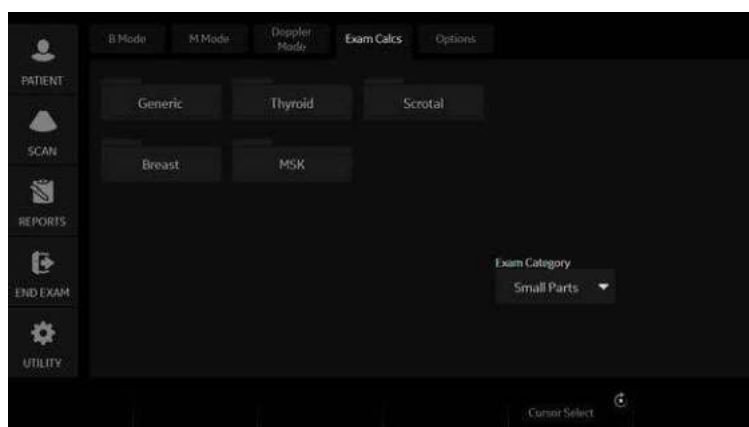 PATIENT
SCAN
REPORTS
END EXAM
UTILITY
B Mode
M Mode
Doppler
Mode
Exam Calcs
Options
Generic
Thyroid
Scrotal
Breast
MSK
Exam Category
Small Parts
Cursor Select